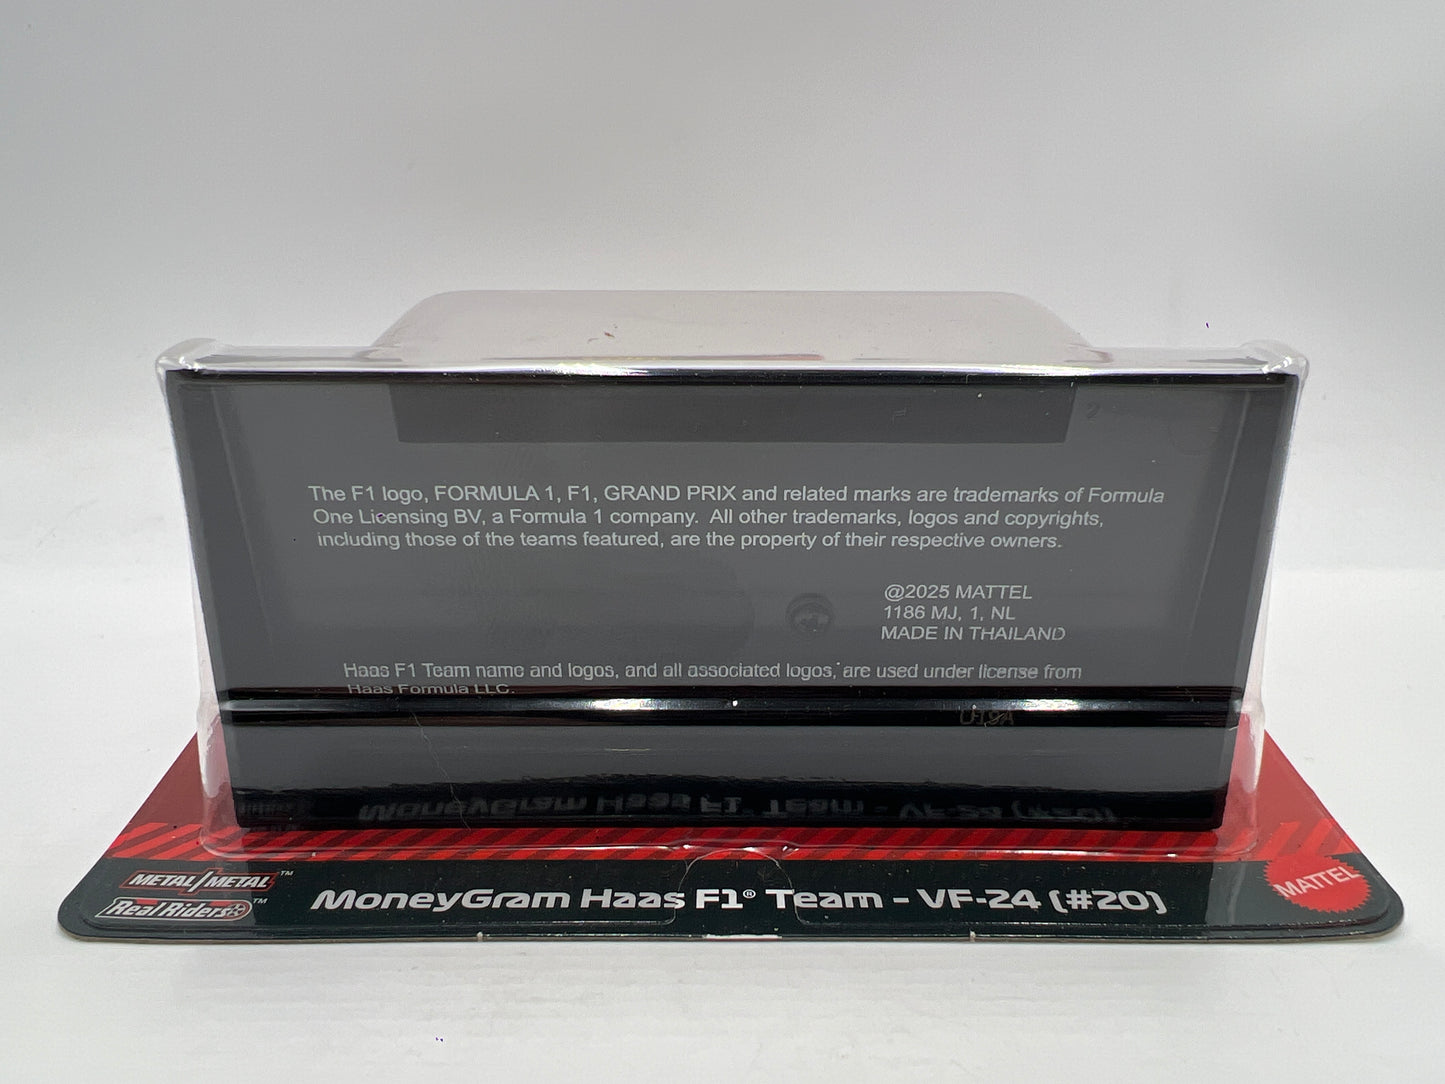 The F1 logo, FORMULA 1, F1, GRAND PRIX and related marks are trademarks of Formula
One Licensing BV, a Formula 1 company. All other trademarks, logos and copyrights,
including those of the teams featured, are the property of their respective owners.
@2025 MATTEL
1186 MJ, 1, NL
MADE IN THAILAND
Haas F1 Team name and logos, and all associated logos, are used under license from
Haas Formula LLC.
METAL/METAL™
Real Riders™
MoneyGram Haas F1® Team - VF-24 (#20)
MATTEL